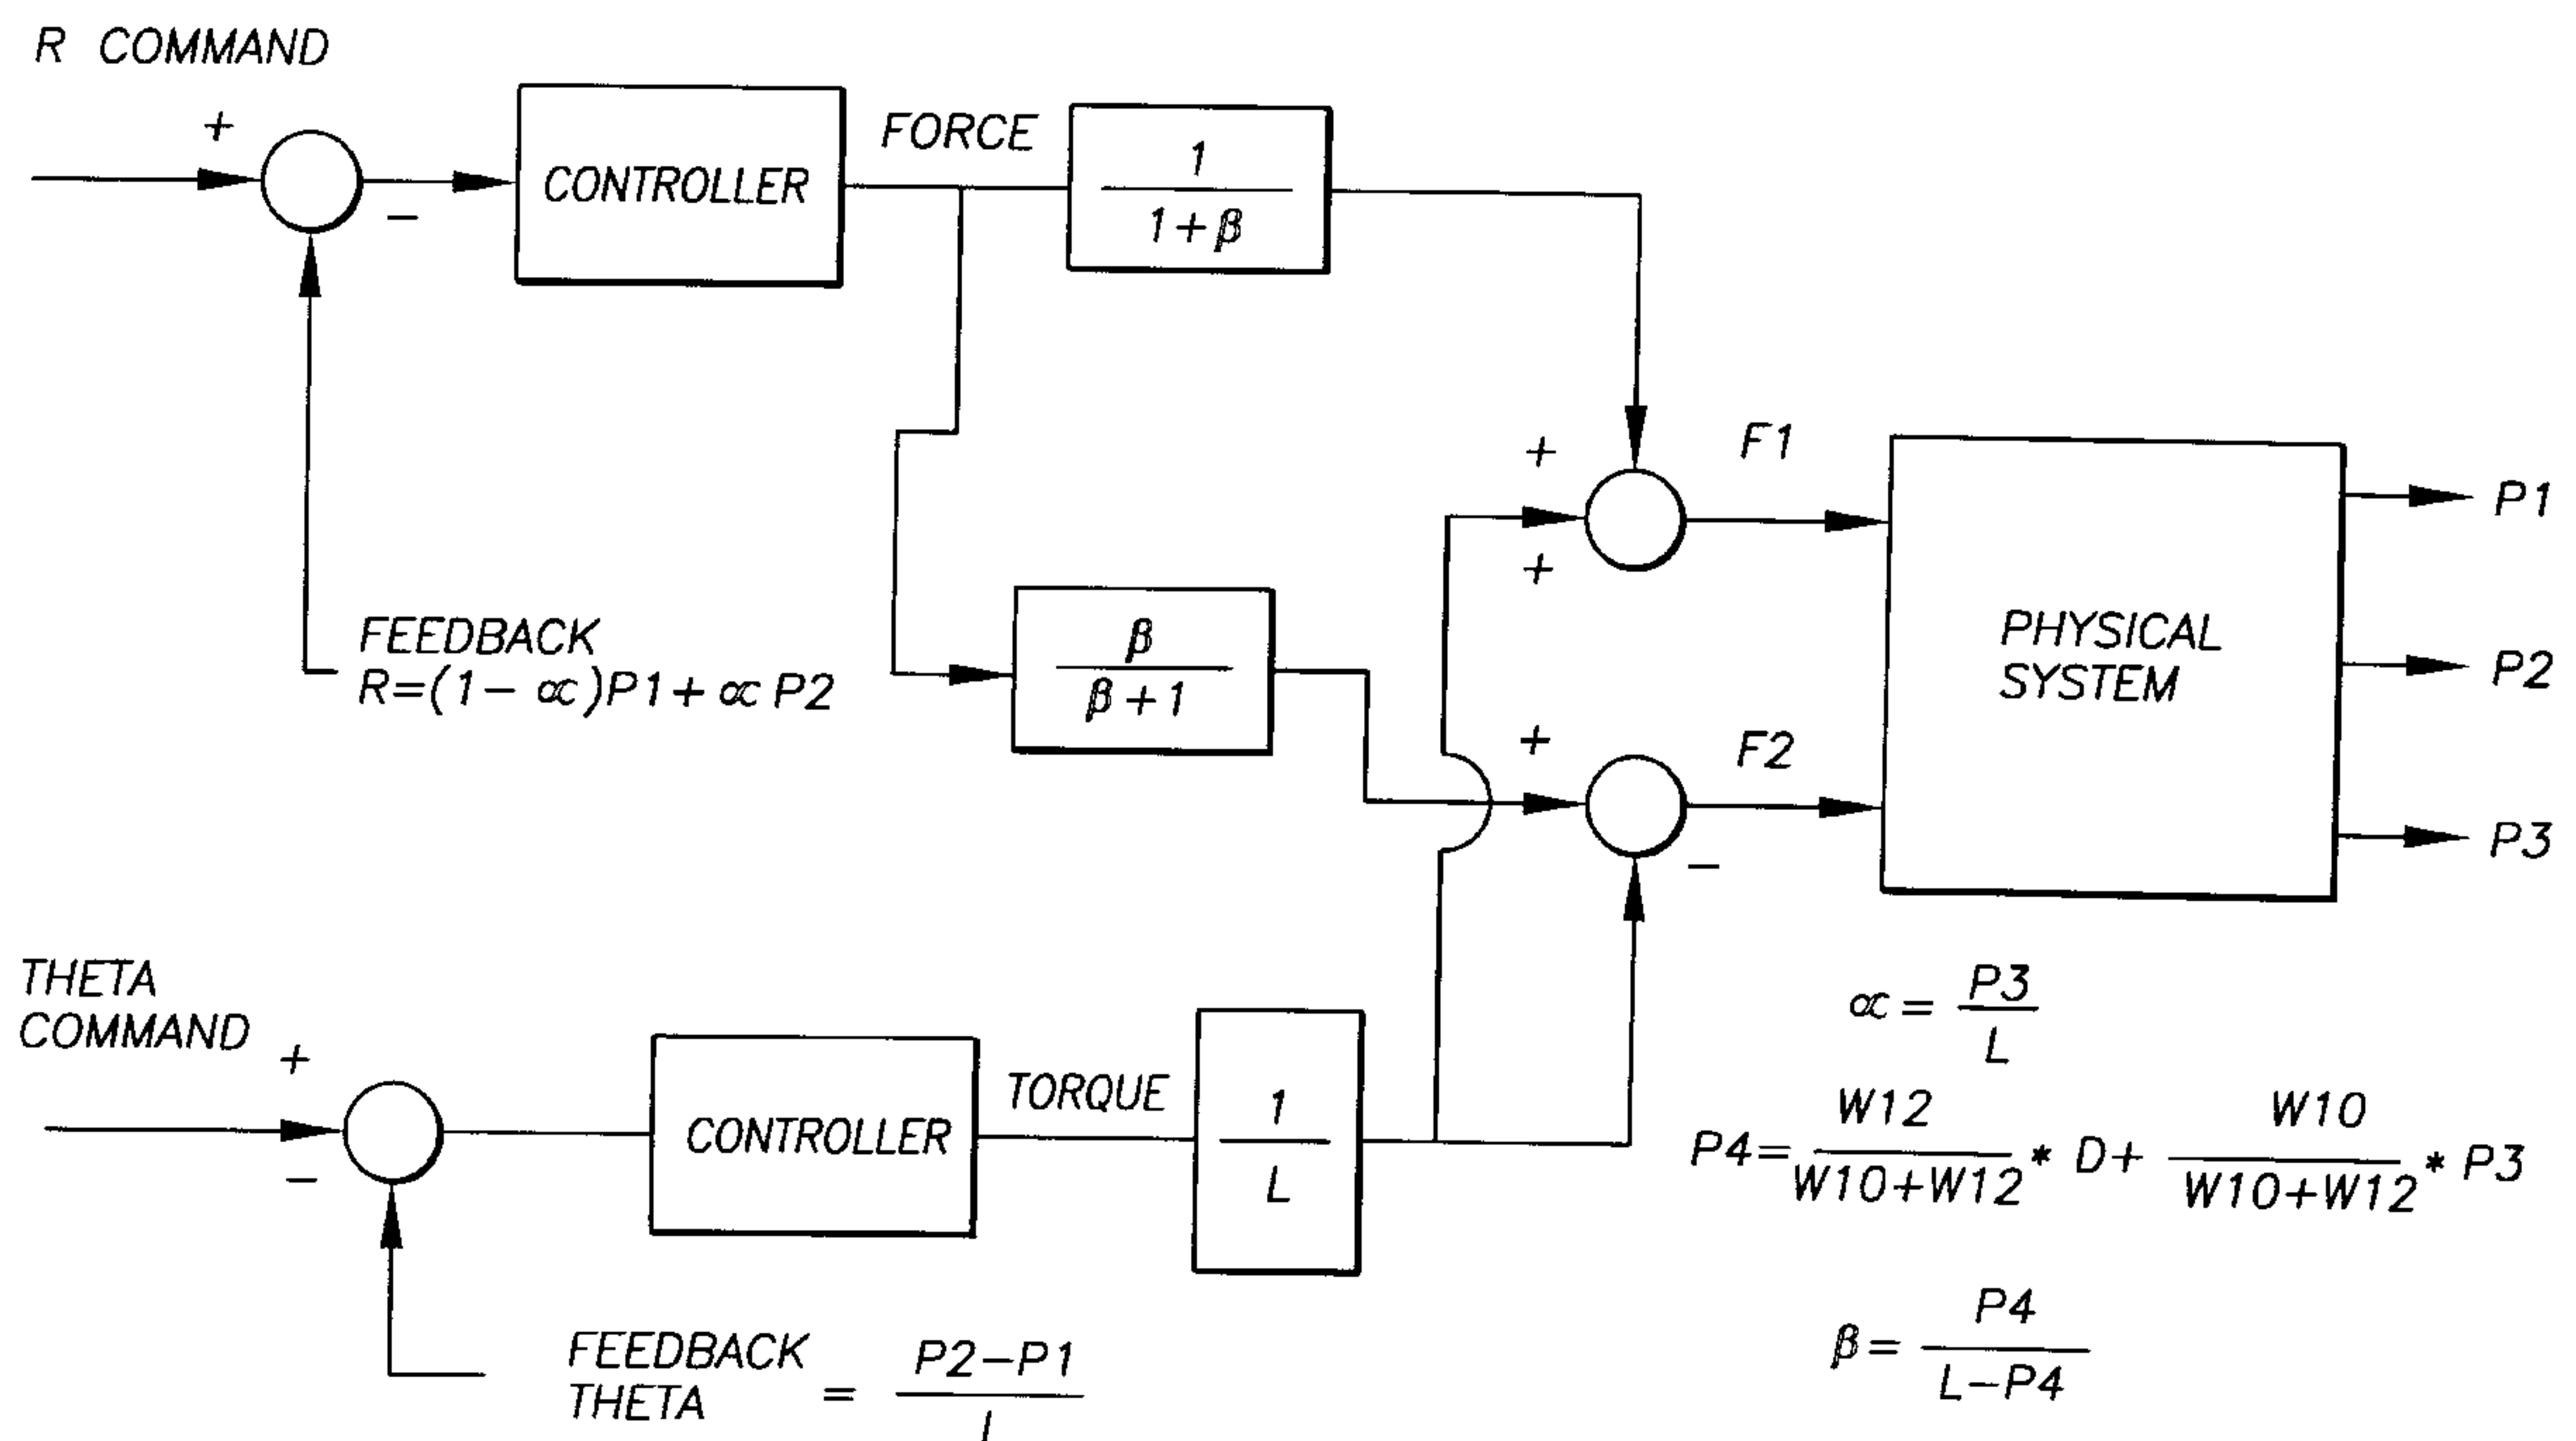 R COMMAND
+
−
CONTROLLER
FORCE
1
1+β
FEEDBACK
R=(1-∝)P1+∝P2
β
β+1
+
+
F1
+
F2
−
PHYSICAL
SYSTEM
P1
P2
P3
THETA
COMMAND
+
−
CONTROLLER
TORQUE
1
L
FEEDBACK
THETA = P2-P1
∝= P3
L
P4= W12 * D+ W10 * P3
W10+W12 W10+W12
β= P4
L-P4